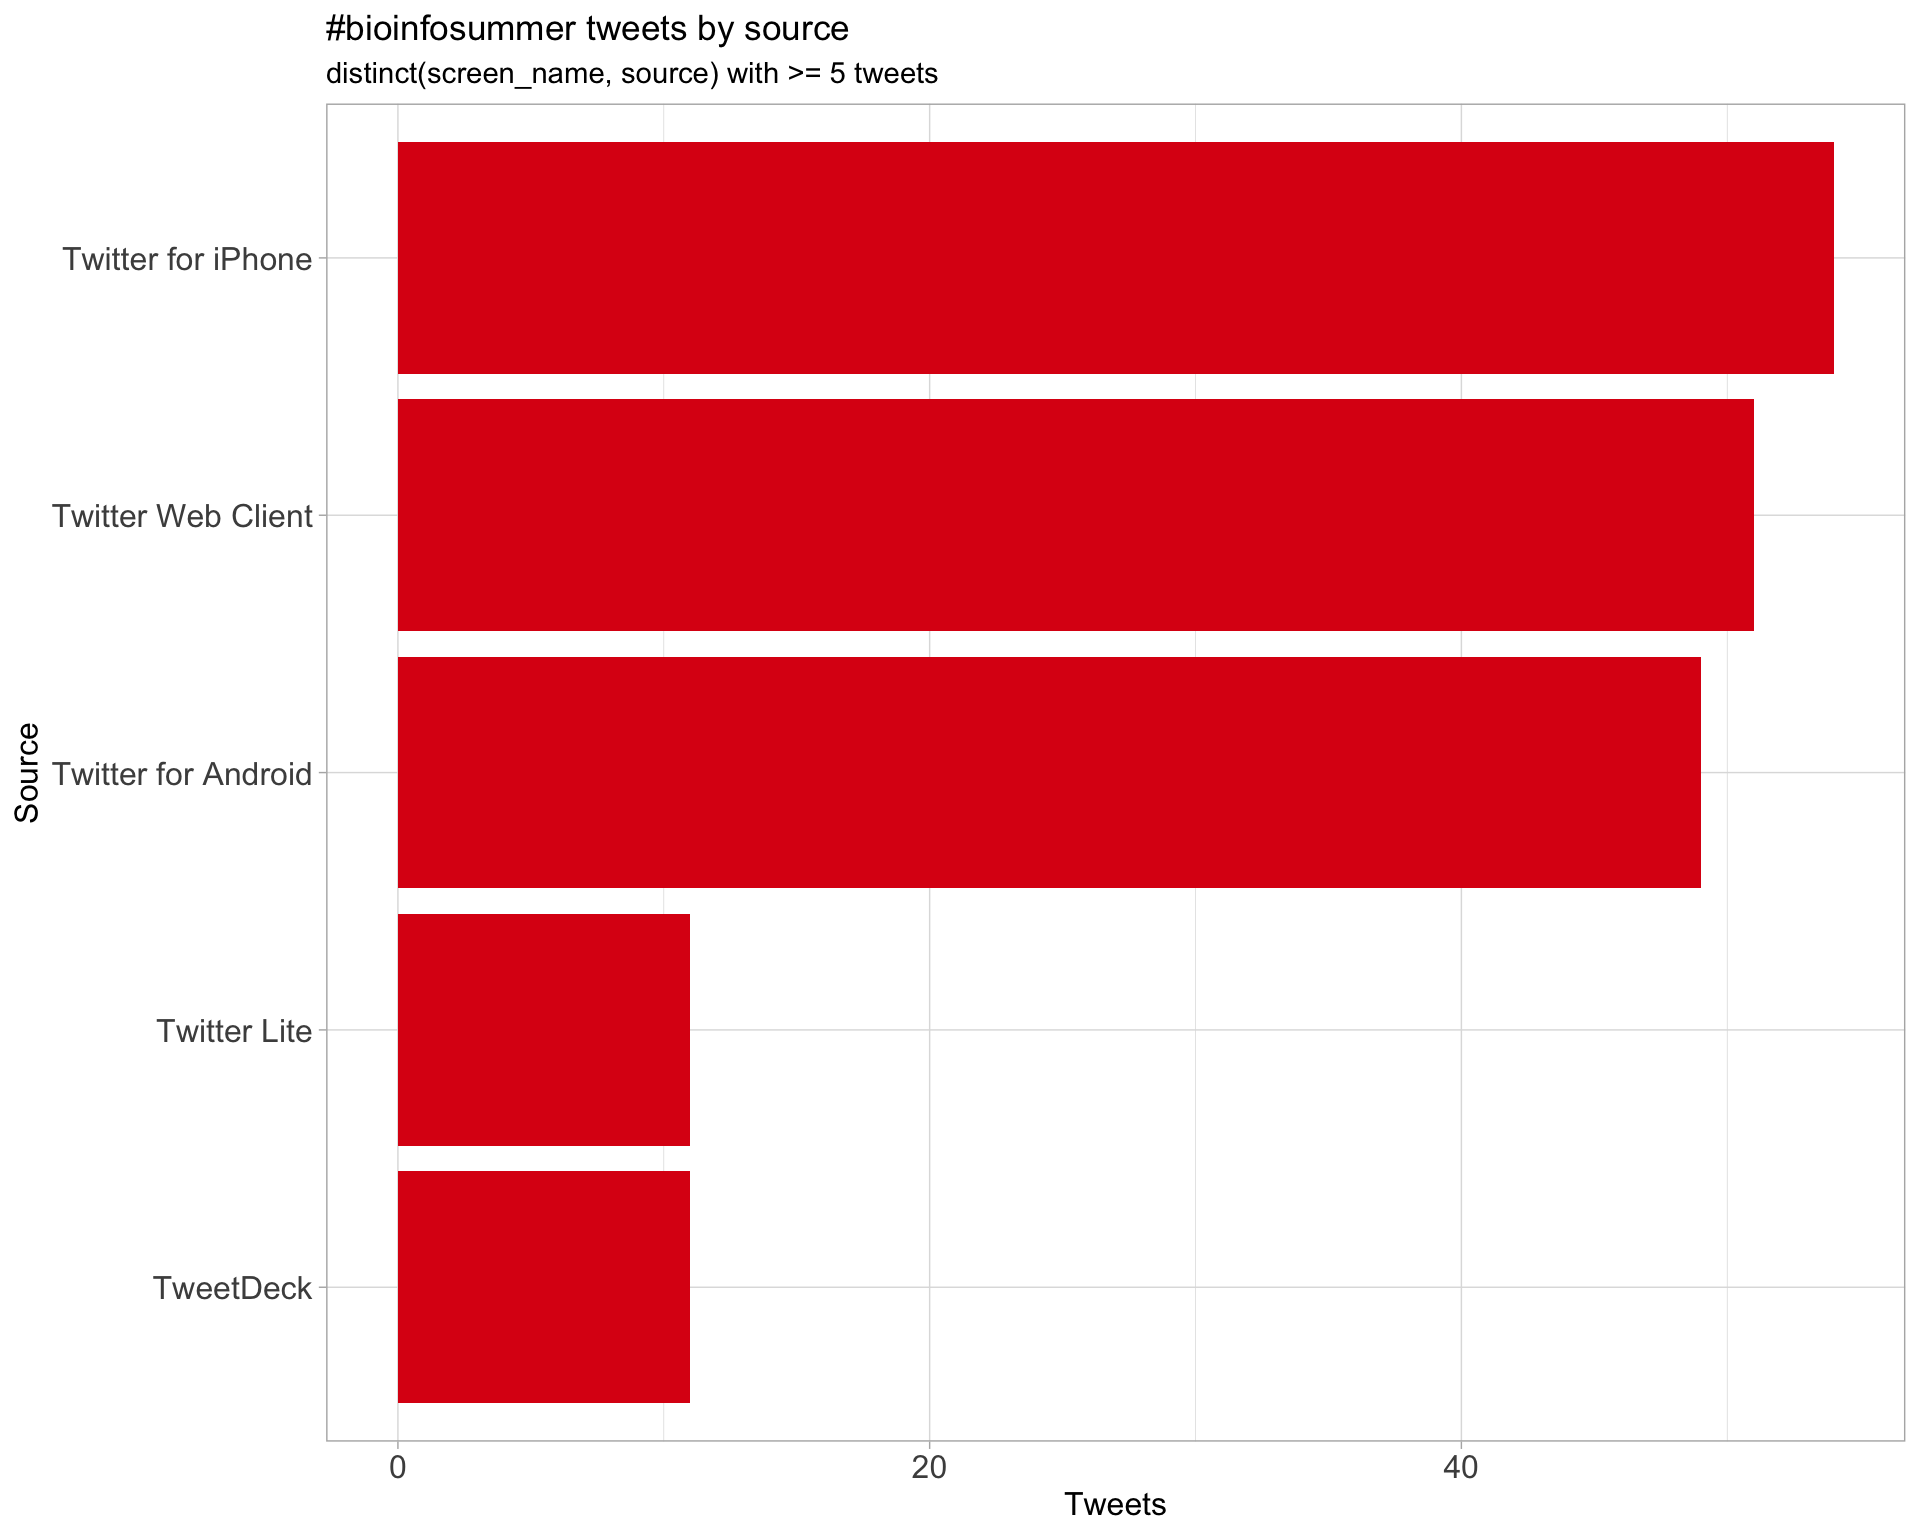 #bioinfosummer tweets by source
distinct(screen_name, source) with >= 5 tweets
Source
Twitter for iPhone
Twitter Web Client
Twitter for Android
Twitter Lite
TweetDeck
0 20 40
Tweets